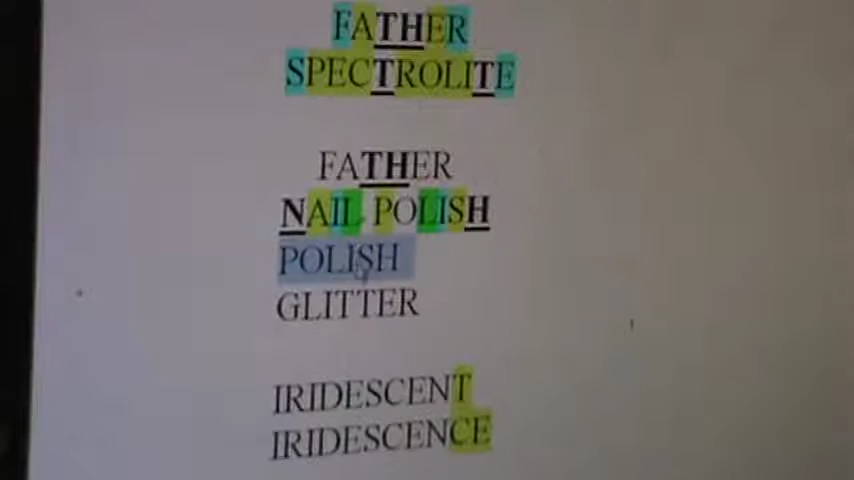 FATHER
SPECTROLITE
FATHER
NAIL POLISH
POLISH
GLITTER
IRIDESCENT
IRIDESCENCE